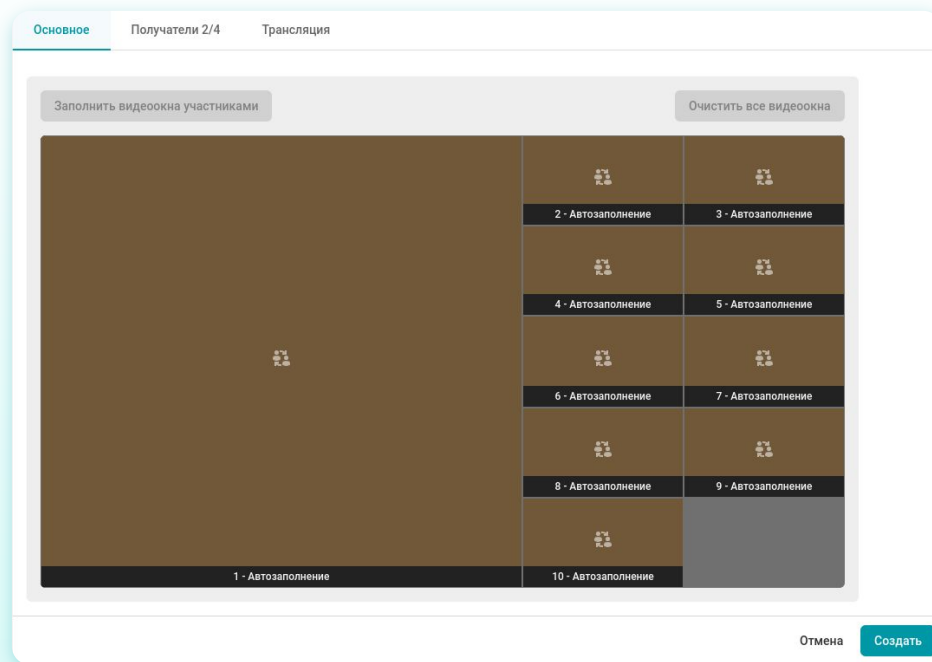 Основное Получатели 2/4 Трансляция
Заполнить видеоокна участниками Очистить все видеоокна
2 - Автозаполнение 3 - Автозаполнение
4 - Автозаполнение 5 - Автозаполнение
6 - Автозаполнение 7 - Автозаполнение
8 - Автозаполнение 9 - Автозаполнение
1 - Автозаполнение 10 - Автозаполнение
Отмена Создать